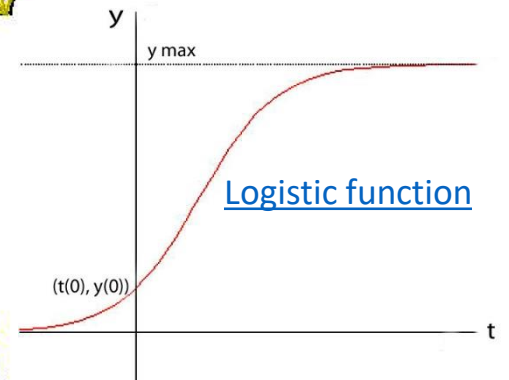 y
y max
Logistic function
(t(0), y(0))
t